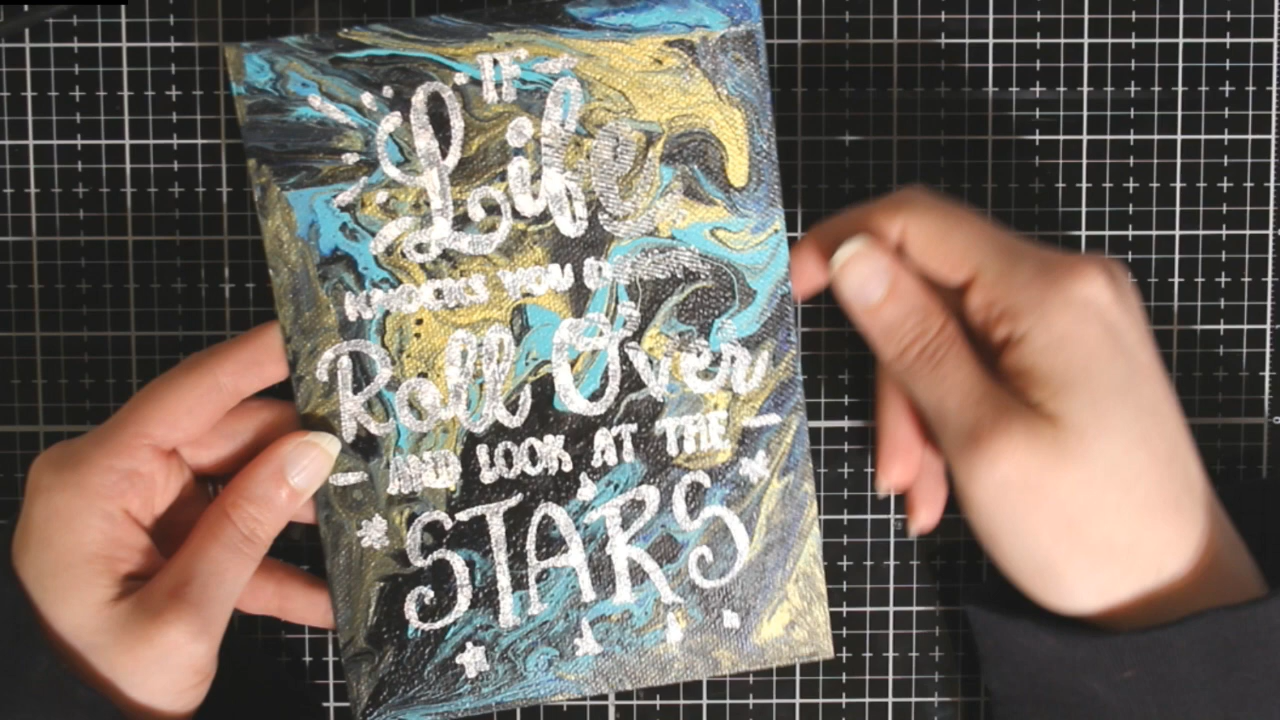 IF
Life
KNOCKS YOU
Roll Over
AND LOOK AT THE
STARS